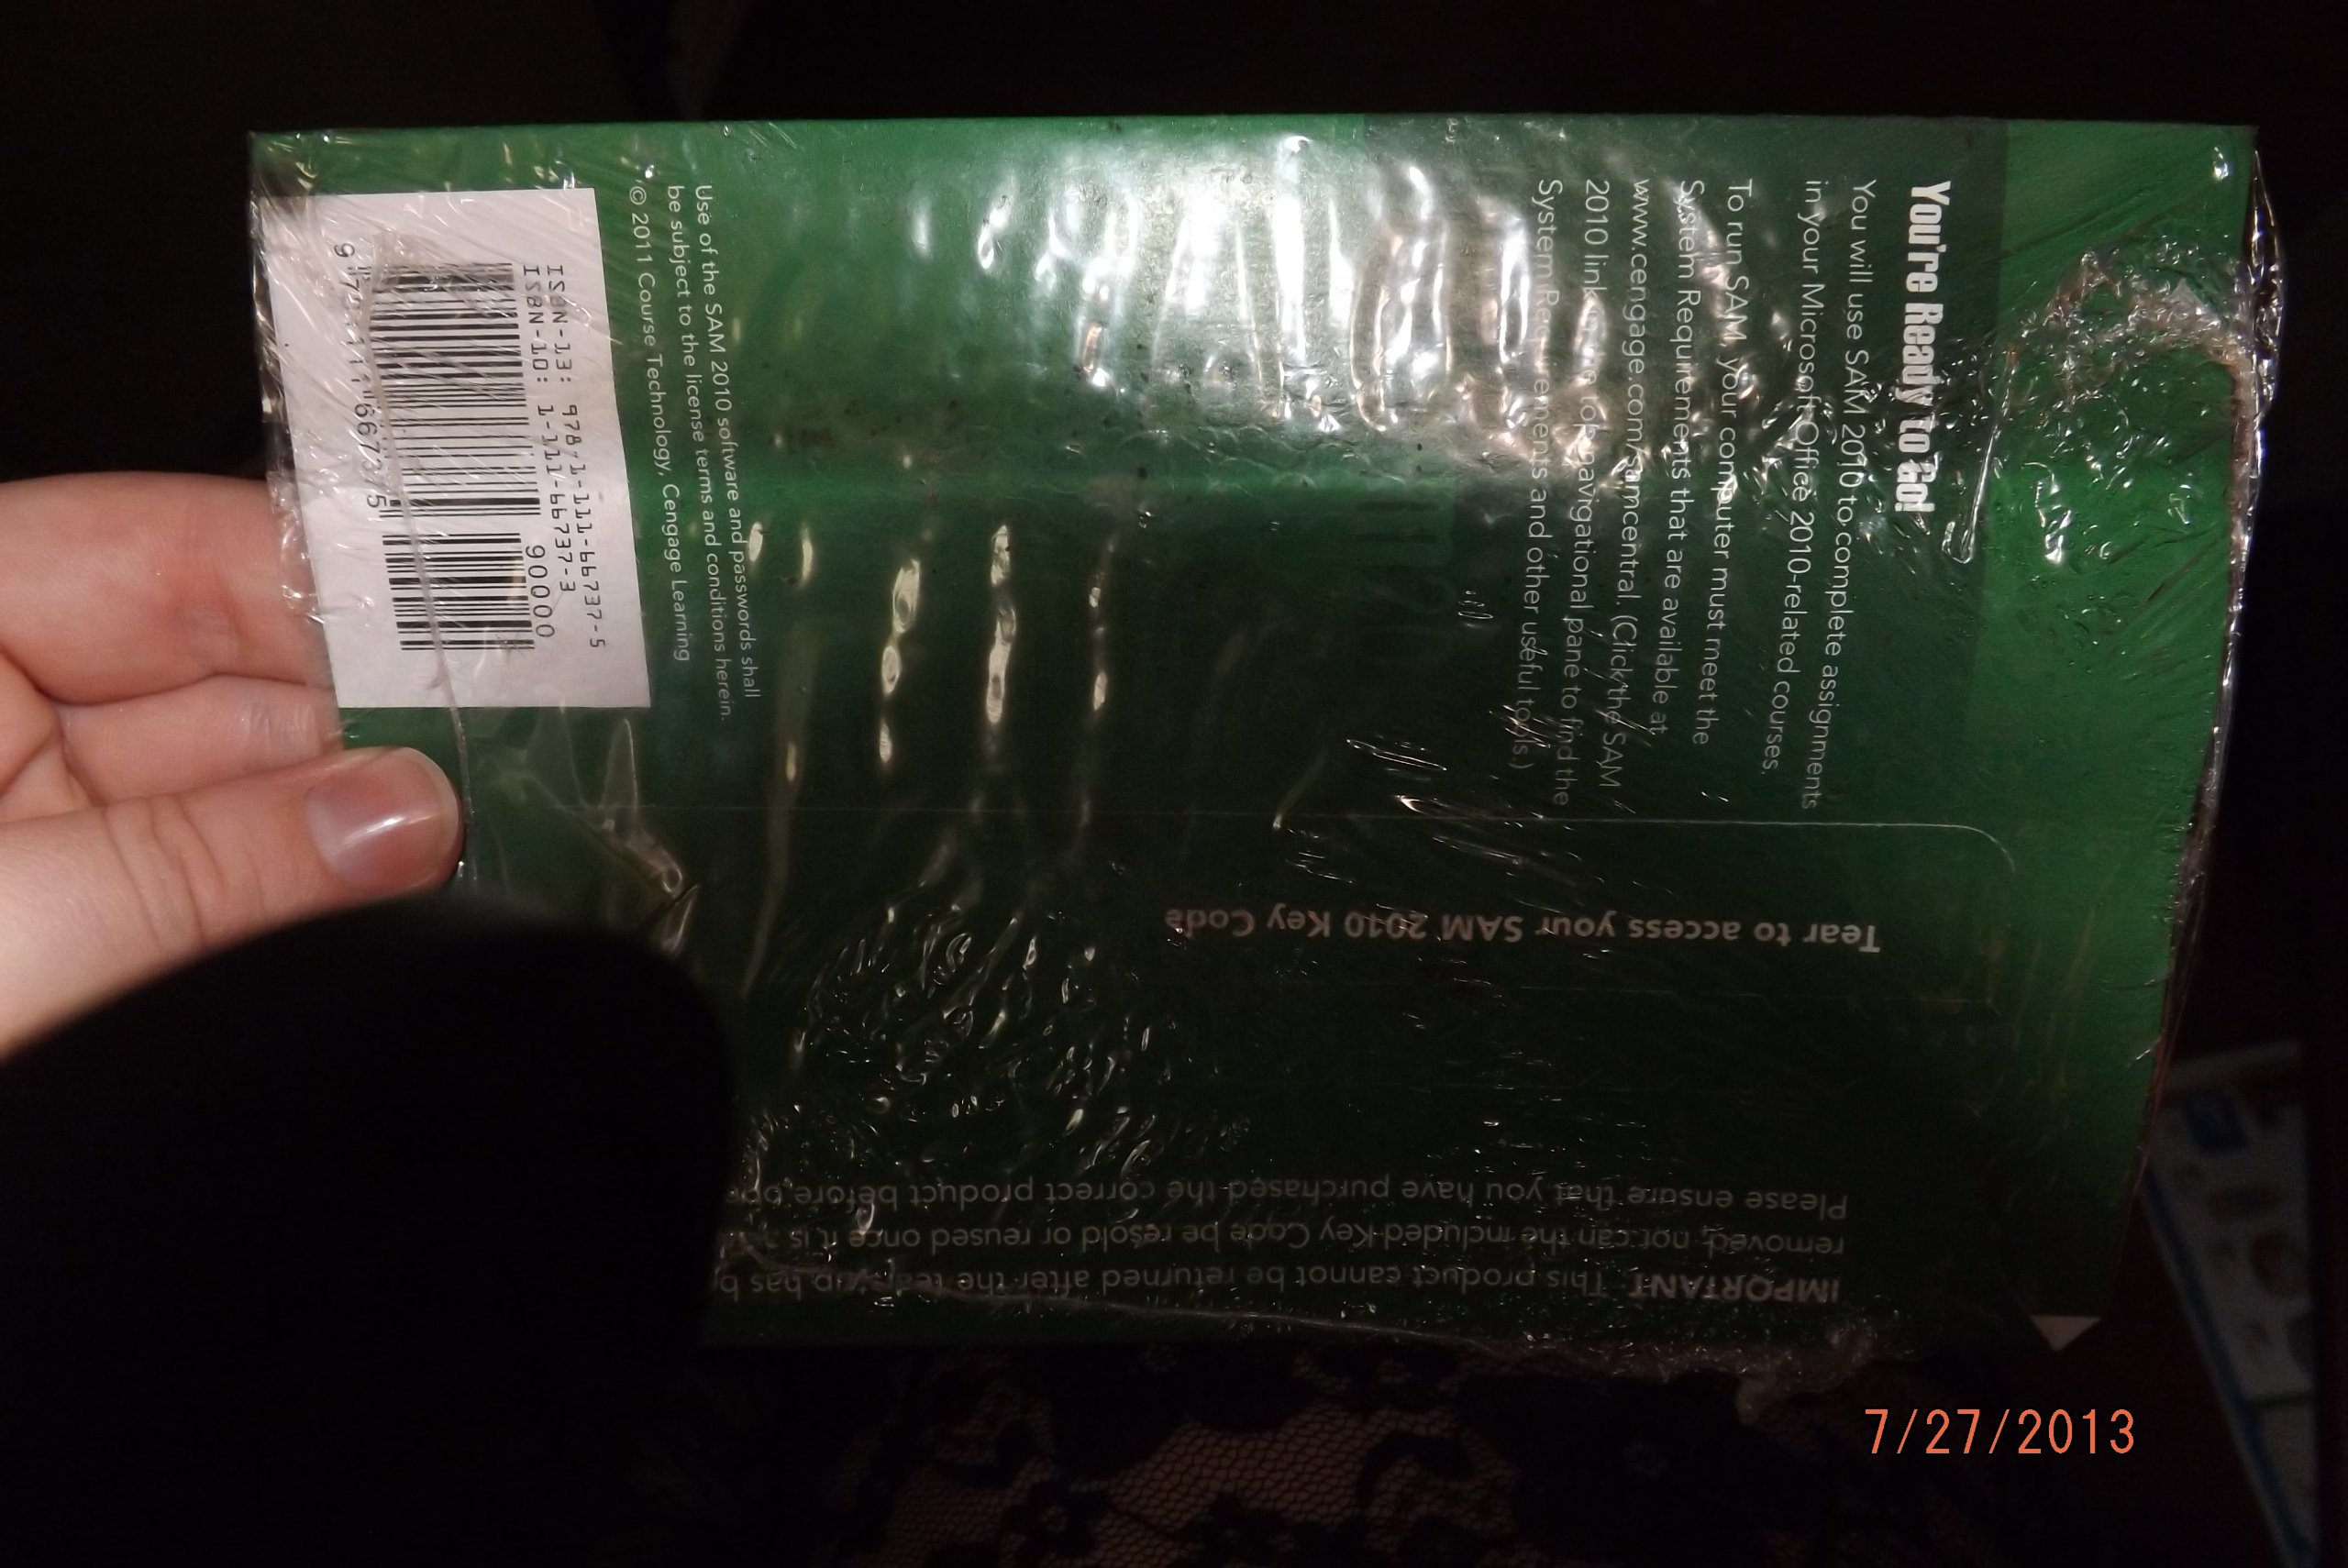 You're Ready to Go!
You will use SAM 2010 to complete assignments
in your Microsoft Office 2010-related courses.
To run SAM, your computer must meet the
System Requirements that are available at
www.cengage.com/samcentral. (Click the SAM
2010 link top navigational pane to find the
System Requirements and other useful tools.)
Use of the SAM 2010 software and passwords shall
be subject to the license terms and conditions herein.
© 2011 Course Technology, Cengage Learning
ISBN-13: 978-1-111-66737-5
ISBN-10: 1-111-66737-3
90000
Tear to access your SAM 2010 Key Code
IMPORTANT This product cannot be returned after the tear strip has
removed, not can the included Key Code be resold or reused once it is
Please ensure that you have purchased the correct product before
7/27/2013